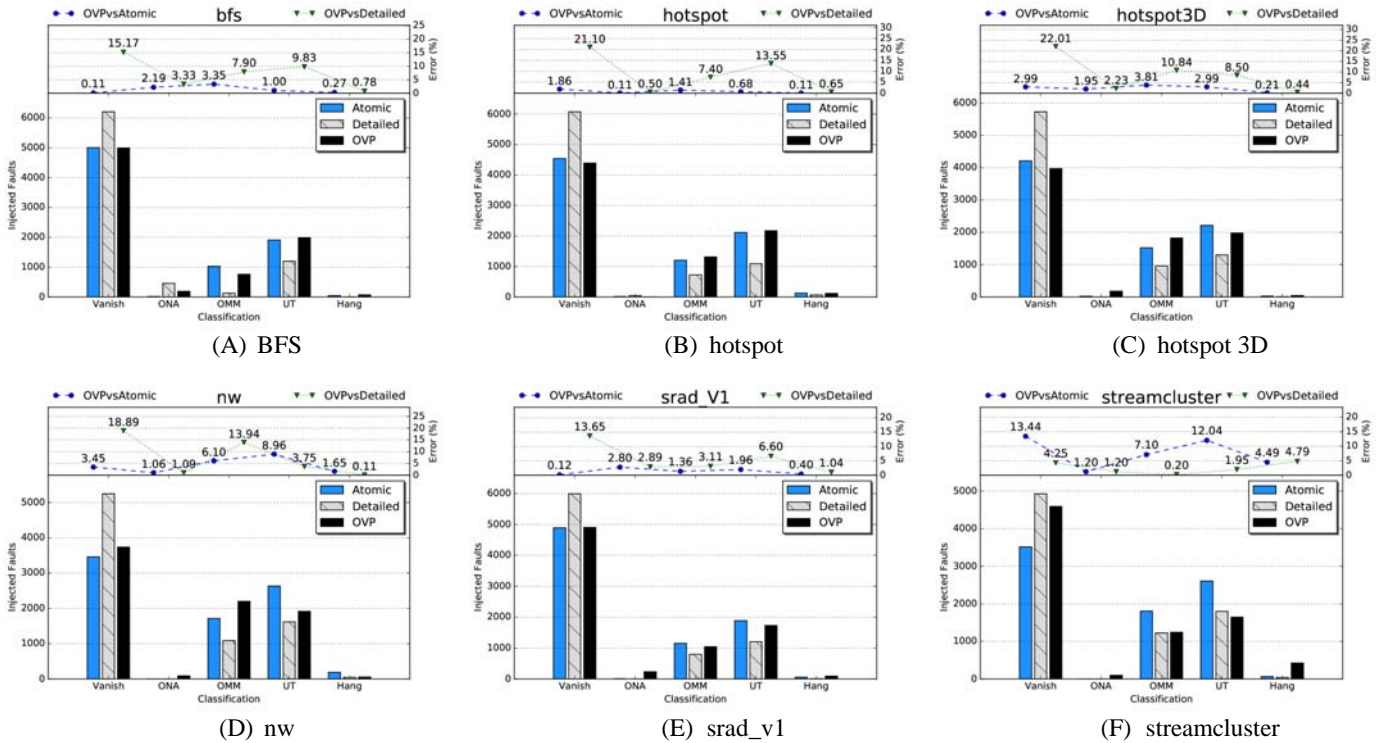 bfs
OVPvsAtomic OVPvsDetailed
15.17
0.11 2.19 3.33 3.35 7.90 1.00 9.83 0.27 0.78
25
20
15
10
5
0
Error (%)
Atomic
Detailed
OVP
6000
5000
4000
3000
2000
1000
0
Injected Faults
Vanish ONA OMM UT Hang
Classification
(A) BFS
hotspot
OVPvsAtomic OVPvsDetailed
21.10
1.86 0.11 0.50 1.41 7.40 0.68 13.55 0.11 0.65
30
25
20
15
10
5
0
Error (%)
Atomic
Detailed
OVP
6000
5000
4000
3000
2000
1000
0
Injected Faults
Vanish ONA OMM UT Hang
Classification
(B) hotspot
hotspot3D
OVPvsAtomic OVPvsDetailed
22.01
2.99 1.95 2.23 3.81 10.84 2.99 8.50 0.21 0.44
30
25
20
15
10
5
0
Error (%)
Atomic
Detailed
OVP
6000
5000
4000
3000
2000
1000
0
Injected Faults
Vanish ONA OMM UT Hang
Classification
(C) hotspot 3D
nw
OVPvsAtomic OVPvsDetailed
18.89
3.45 1.06 1.09 6.10 13.94 8.96 3.75 1.65 0.11
25
20
15
10
5
0
Error (%)
Atomic
Detailed
OVP
5000
4000
3000
2000
1000
0
Injected Faults
Vanish ONA OMM UT Hang
Classification
(D) nw
srad_V1
OVPvsAtomic OVPvsDetailed
13.65
0.12 2.80 2.89 1.36 3.11 1.96 6.60 0.40 1.04
20
15
10
5
0
Error (%)
Atomic
Detailed
OVP
6000
5000
4000
3000
2000
1000
0
Injected Faults
Vanish ONA OMM UT Hang
Classification
(E) srad_v1
streamcluster
OVPvsAtomic OVPvsDetailed
13.44 4.25 1.20 1.20 7.10 0.20 12.04 1.95 4.49 4.79
20
15
10
5
0
Error (%)
Atomic
Detailed
OVP
5000
4000
3000
2000
1000
0
Injected Faults
Vanish ONA OMM UT Hang
Classification
(F) streamcluster